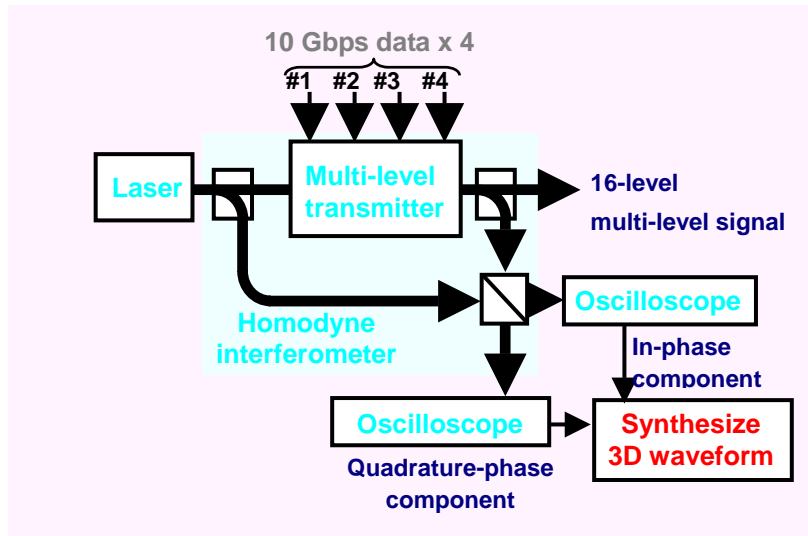 10 Gbps data x 4
#1 #2 #3 #4
Laser
Multi-level
transmitter
16-level
multi-level signal
Homodyne
interferometer
Oscilloscope
In-phase
component
Oscilloscope
Quadrature-phase
component
Synthesize
3D waveform